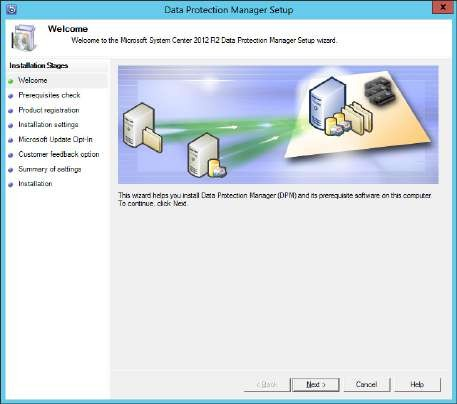 Data Protection Manager Setup
Welcome
Welcome to the Microsoft System Center 2012 R2 Data Protection Manager Setup wizard.
Installation Stages
Welcome
Prerequisites check
Product registration
Installation settings
Microsoft Update Opt-In
Customer feedback option
Summary of settings
Installation
This wizard helps you install Data Protection Manager (DPM) and its prerequisite software on this computer
To continue, click Next.
< Back
Next >
Cancel
Help